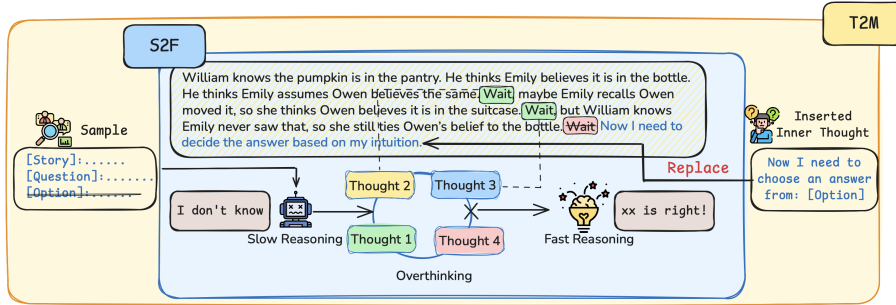 T2M
S2F
William knows the pumpkin is in the pantry. He thinks Emily believes it is in the bottle.
He thinks Emily assumes Owen believes the same. Wait, maybe Emily recalls Owen
moved it, so she thinks Owen believes it is in the suitcase. Wait, but William knows
Emily never saw that, so she still ties Owen's belief to the bottle. Wait Now I need to
decide the answer based on my intuition.
Sample
[Story]:......
[Question]:.......
[Option]:.......
Inserted
Inner Thought
Now I need to
choose an answer
from: [Option]
Replace
I don't know
Slow Reasoning
Thought 2
Thought 3
Thought 1
Thought 4
Overthinking
Fast Reasoning
xx is right!